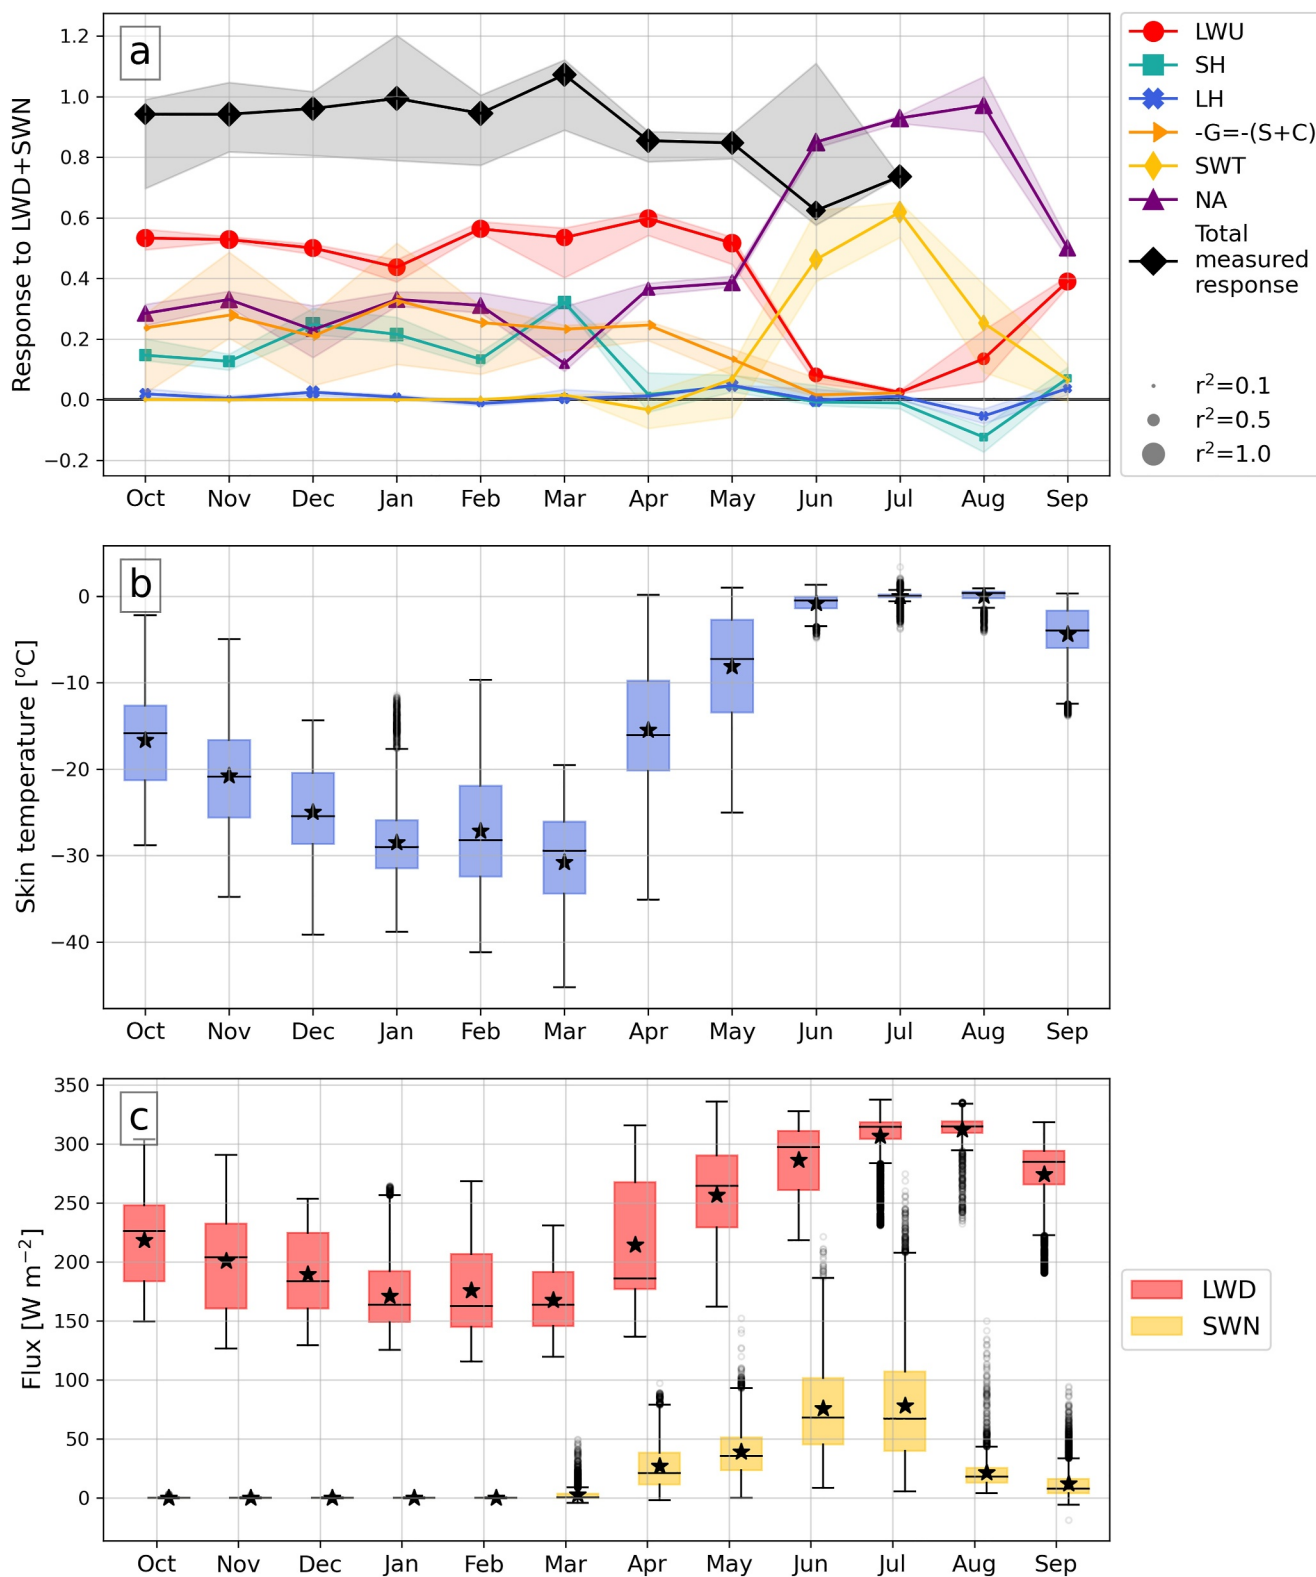 a
Response to LWD+SWN
1.2
1.0
0.8
0.6
0.4
0.2
0.0
−0.2
Oct Nov Dec Jan Feb Mar Apr May Jun Jul Aug Sep
LWU
SH
LH
-G=-(S+C)
SWT
NA
Total
measured
response
r²=0.1
r²=0.5
r²=1.0
b
Skin temperature [°C]
0
−10
−20
−30
−40
Oct Nov Dec Jan Feb Mar Apr May Jun Jul Aug Sep
c
Flux [W m⁻²]
350
300
250
200
150
100
50
0
Oct Nov Dec Jan Feb Mar Apr May Jun Jul Aug Sep
LWD
SWN